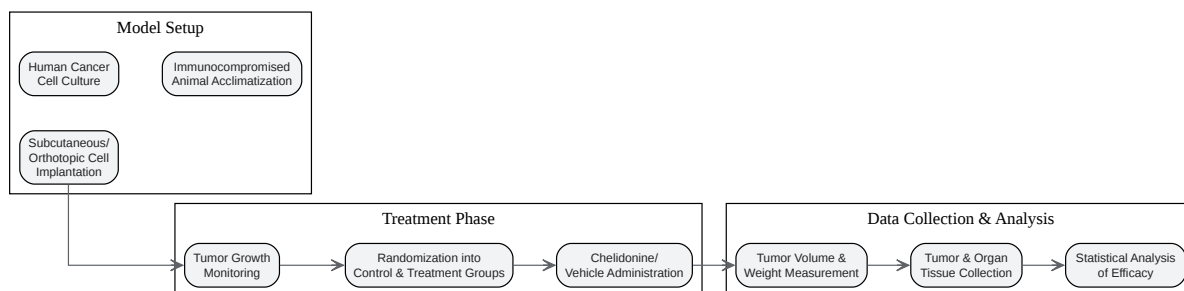 Model Setup
Human Cancer
Cell Culture
Immunocompromised
Animal Acclimatization
Subcutaneous/
Orthotopic Cell
Implantation
Treatment Phase
Tumor Growth
Monitoring
Randomization into
Control & Treatment Groups
Chelidonine/
Vehicle Administration
Data Collection & Analysis
Tumor Volume &
Weight Measurement
Tumor & Organ
Tissue Collection
Statistical Analysis
of Efficacy